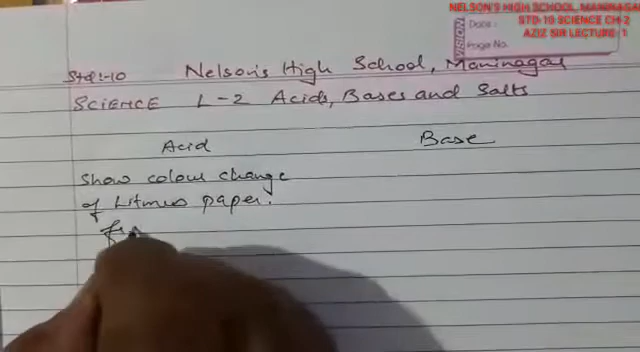 NELSON'S HIGH SCHOOL, MANINAGAR
STD-10 SCIENCE CH-2
AZIZ SIR LECTURE-1
VISION
Date :
Page No.
Std:-10 Nelson's High School, Maninagar
SCIENCE L-2 Acids, Bases and Salts
Acid Base
Show colour change
of Litmus paper.